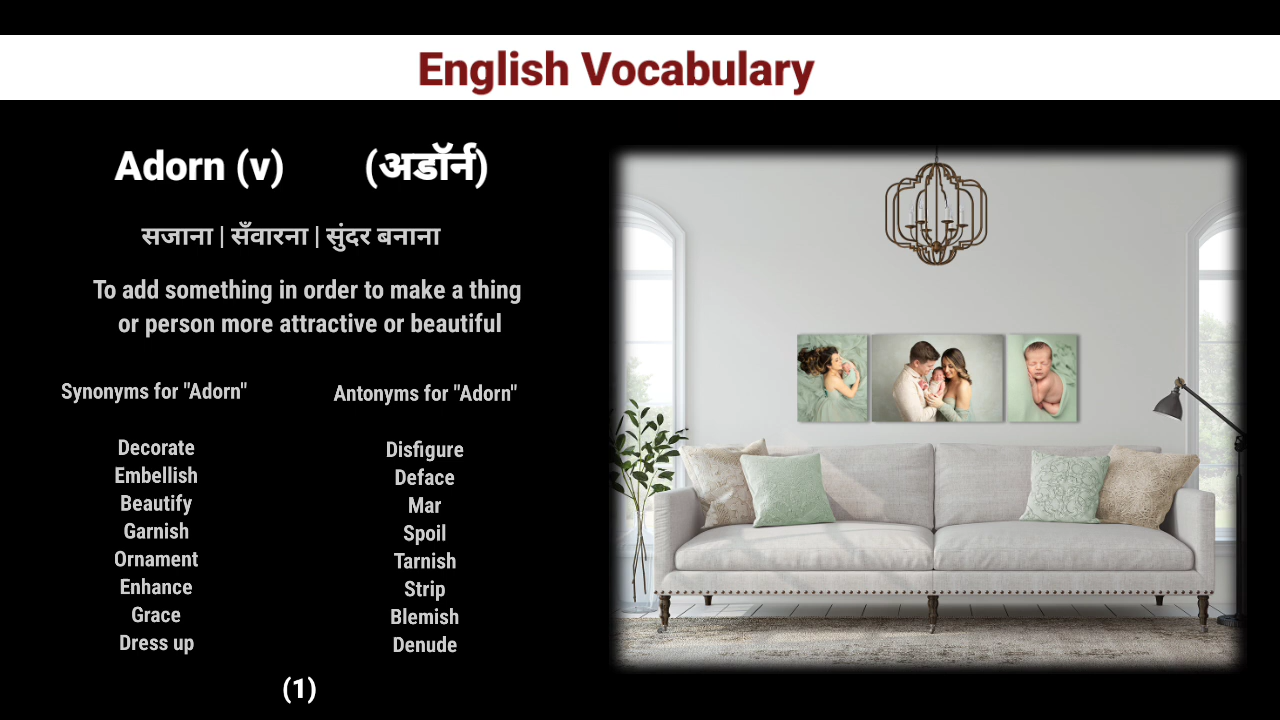 English Vocabulary
Adorn (v) (अडॉर्न)
सजाना | सँवारना | सुंदर बनाना
To add something in order to make a thing
or person more attractive or beautiful
Synonyms for "Adorn"
Decorate
Embellish
Beautify
Garnish
Ornament
Enhance
Grace
Dress up
Antonyms for "Adorn"
Disfigure
Deface
Mar
Spoil
Tarnish
Strip
Blemish
Denude
(1)